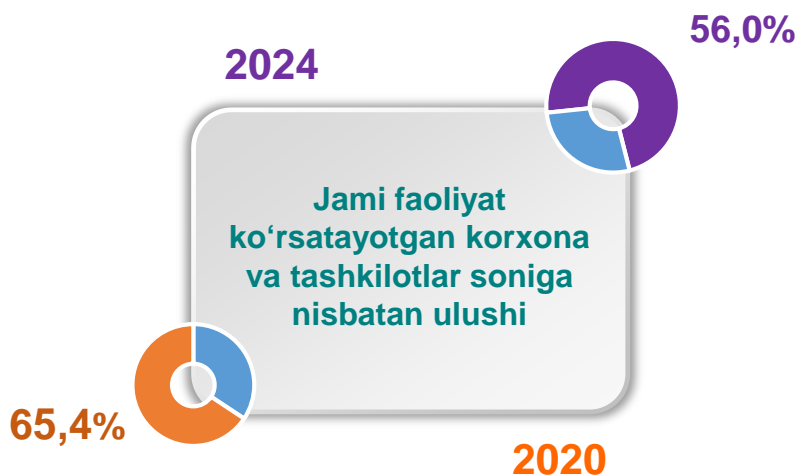 56,0%
2024
Jami faoliyat
ko‘rsatayotgan korxona
va tashkilotlar soniga
nisbatan ulushi
65,4%
2020